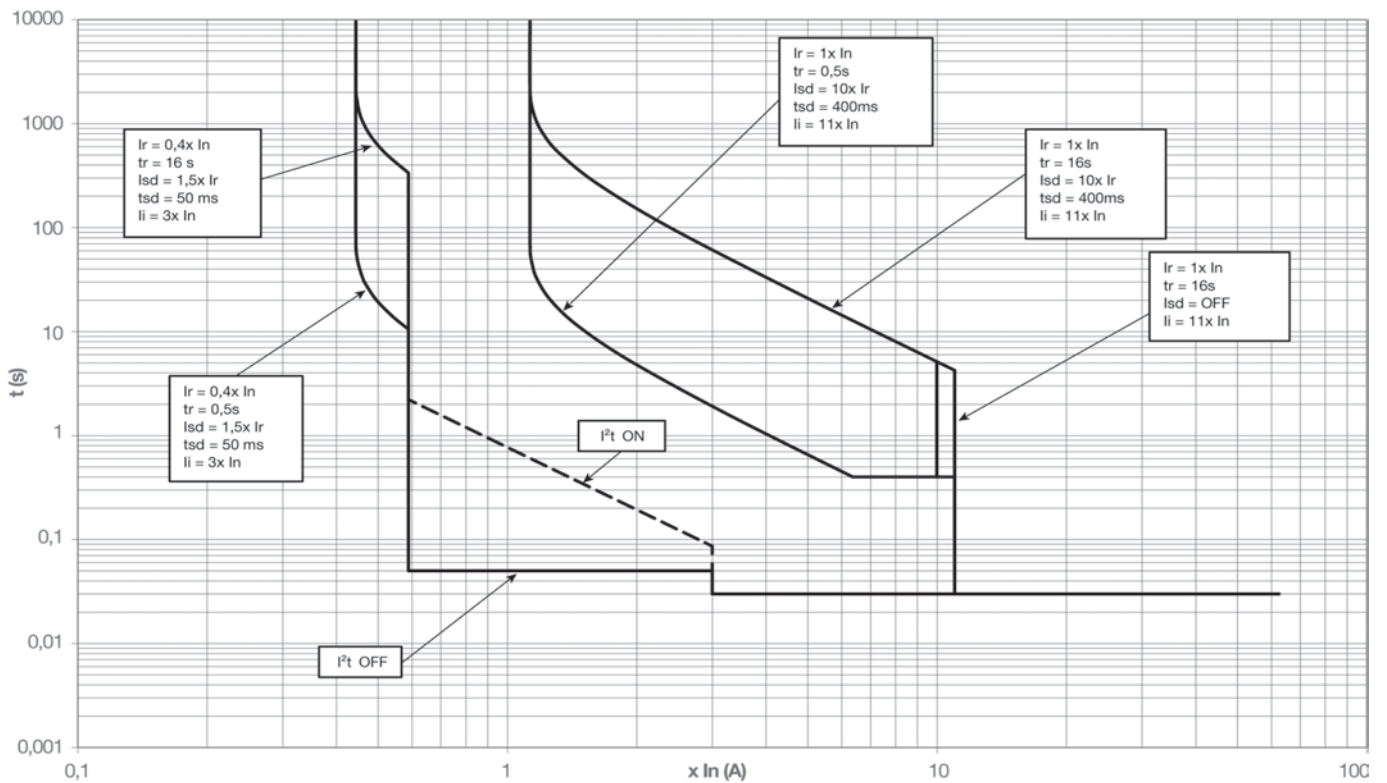 10000
1000
100
10
1
0,1
0,01
0,001
t (s)
0,1
1
10
100
x In (A)
Ir = 0,4x In
tr = 16 s
Isd = 1,5x Ir
tsd = 50 ms
Ii = 3x In
Ir = 0,4x In
tr = 0,5s
Isd = 1,5x Ir
tsd = 50 ms
Ii = 3x In
Ir = 1x In
tr = 0,5s
Isd = 10x Ir
tsd = 400ms
Ii = 11x In
Ir = 1x In
tr = 16s
Isd = 10x Ir
tsd = 400ms
Ii = 11x In
Ir = 1x In
tr = 16s
Isd = OFF
Ii = 11x In
I²t ON
I²t OFF